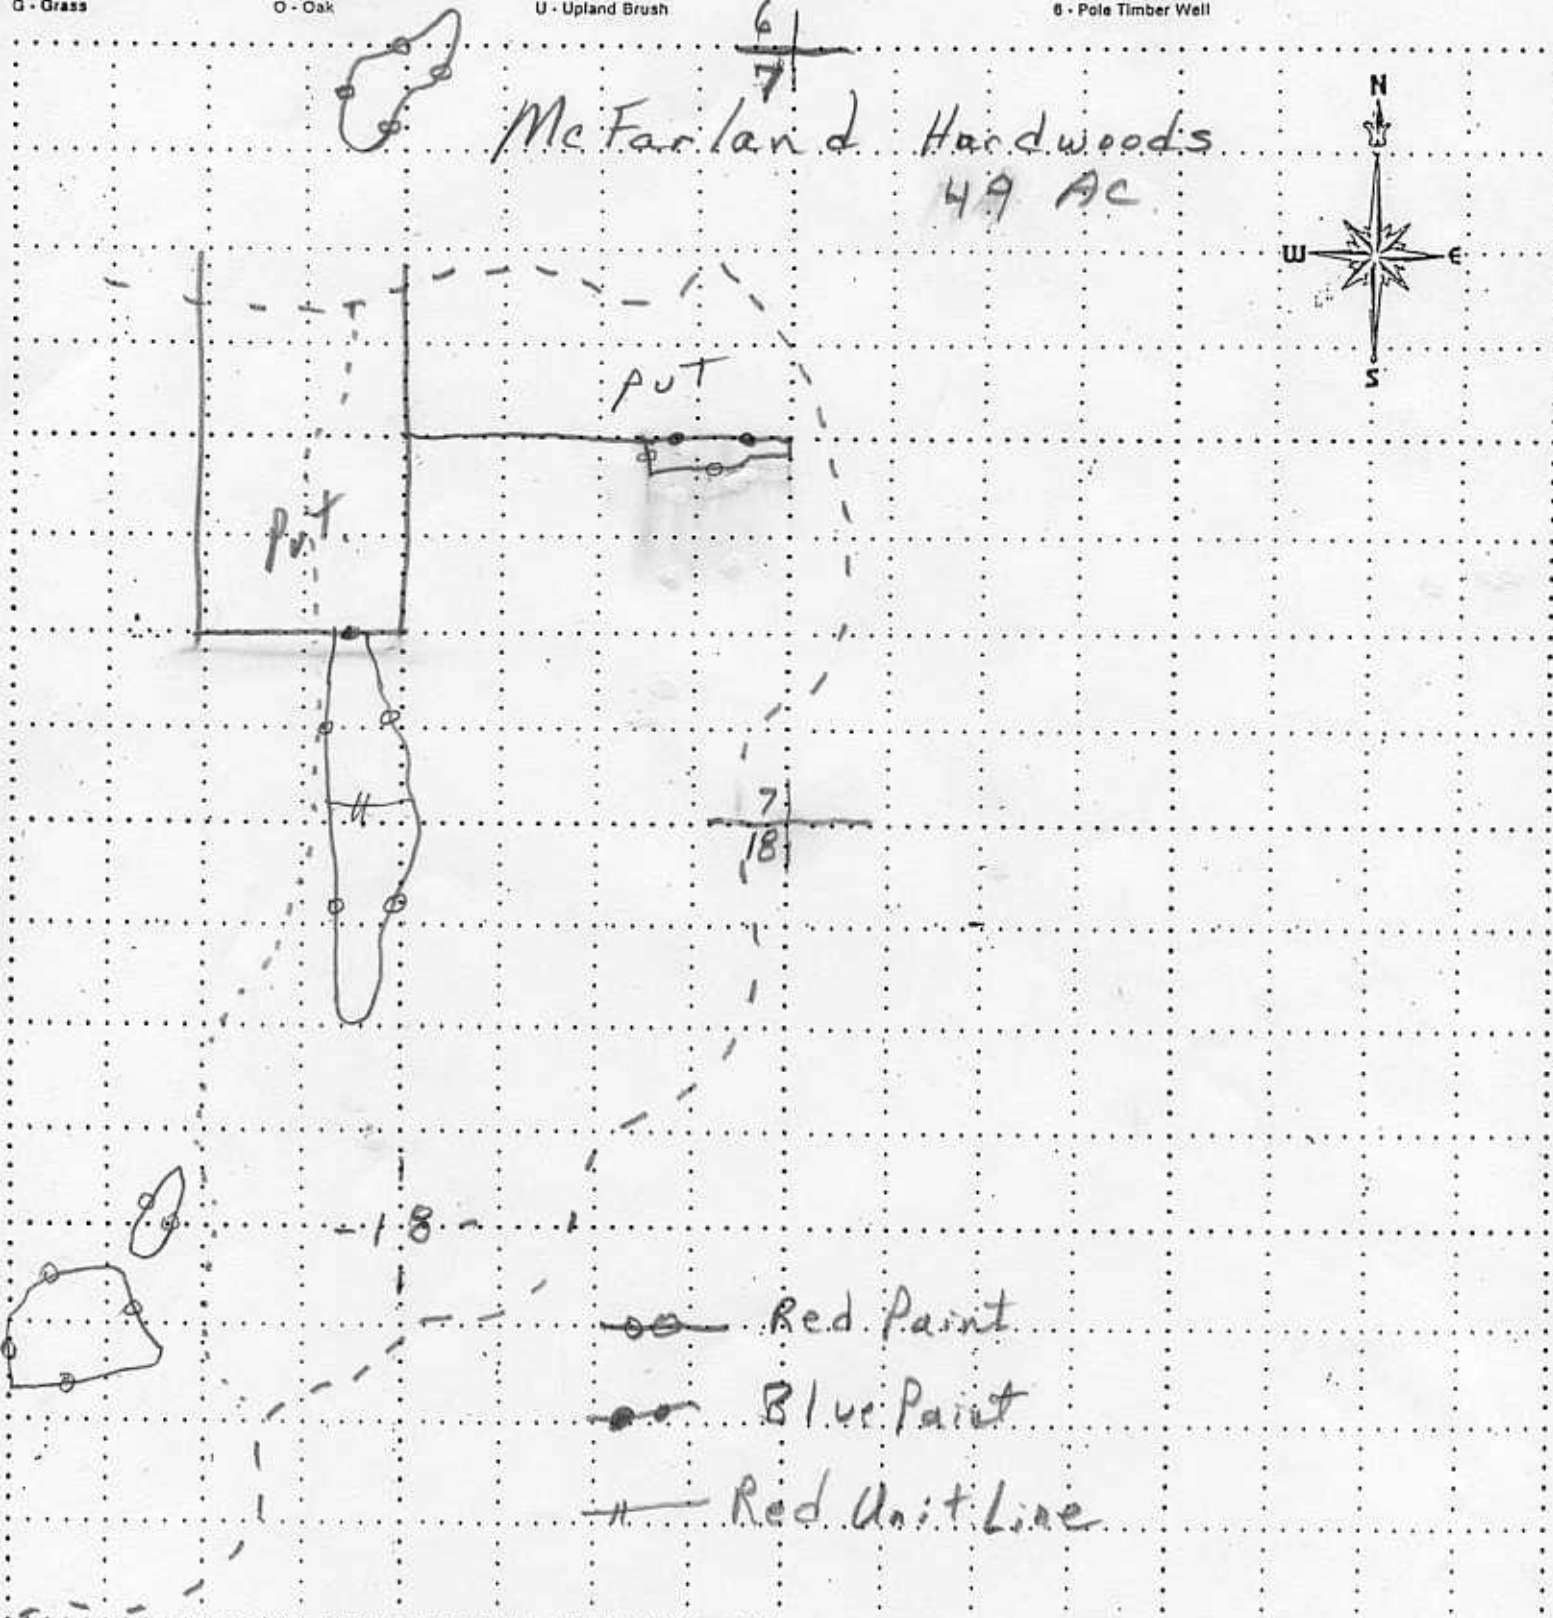 G - Grass O - Oak U - Upland Brush 6 - Pole Timber Well
6
7
McFarland Hardwoods
49 AC
N
W E
S
put
pvt.
7
18
-18-
Red Paint
Blue Paint
Red Unit Line